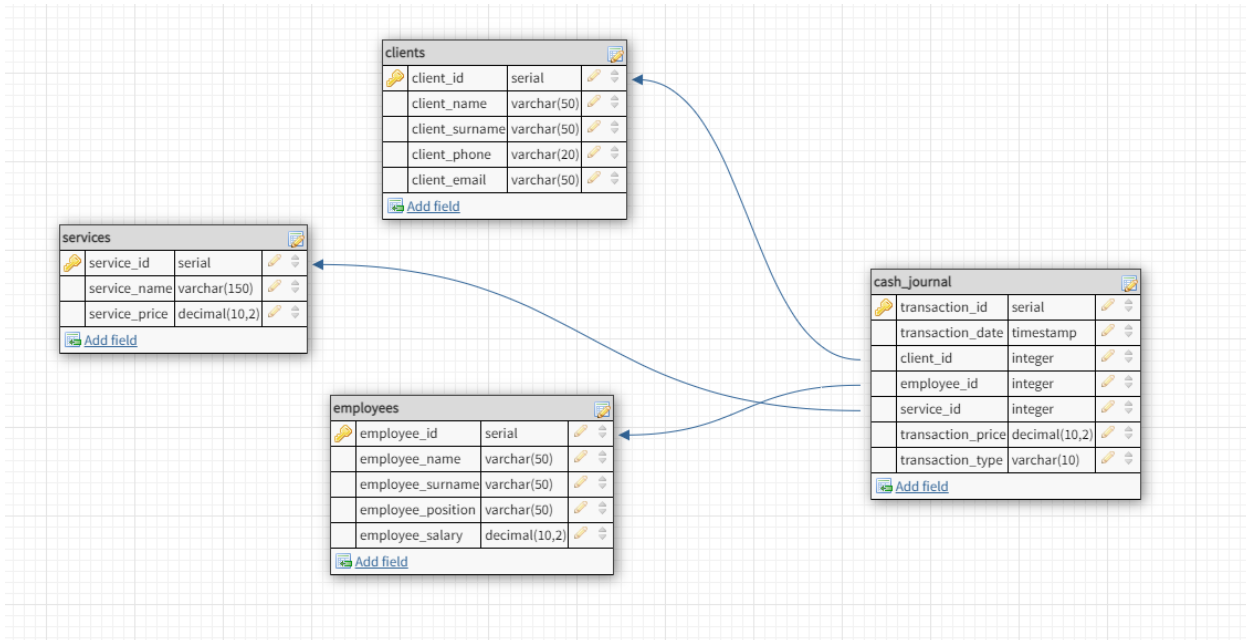 clients
client_id serial
client_name varchar(50)
client_surname varchar(50)
client_phone varchar(20)
client_email varchar(50)
Add field
services
service_id serial
service_name varchar(150)
service_price decimal(10,2)
Add field
cash_journal
transaction_id serial
transaction_date timestamp
client_id integer
employee_id integer
service_id integer
transaction_price decimal(10,2)
transaction_type varchar(10)
Add field
employees
employee_id serial
employee_name varchar(50)
employee_surname varchar(50)
employee_position varchar(50)
employee_salary decimal(10,2)
Add field